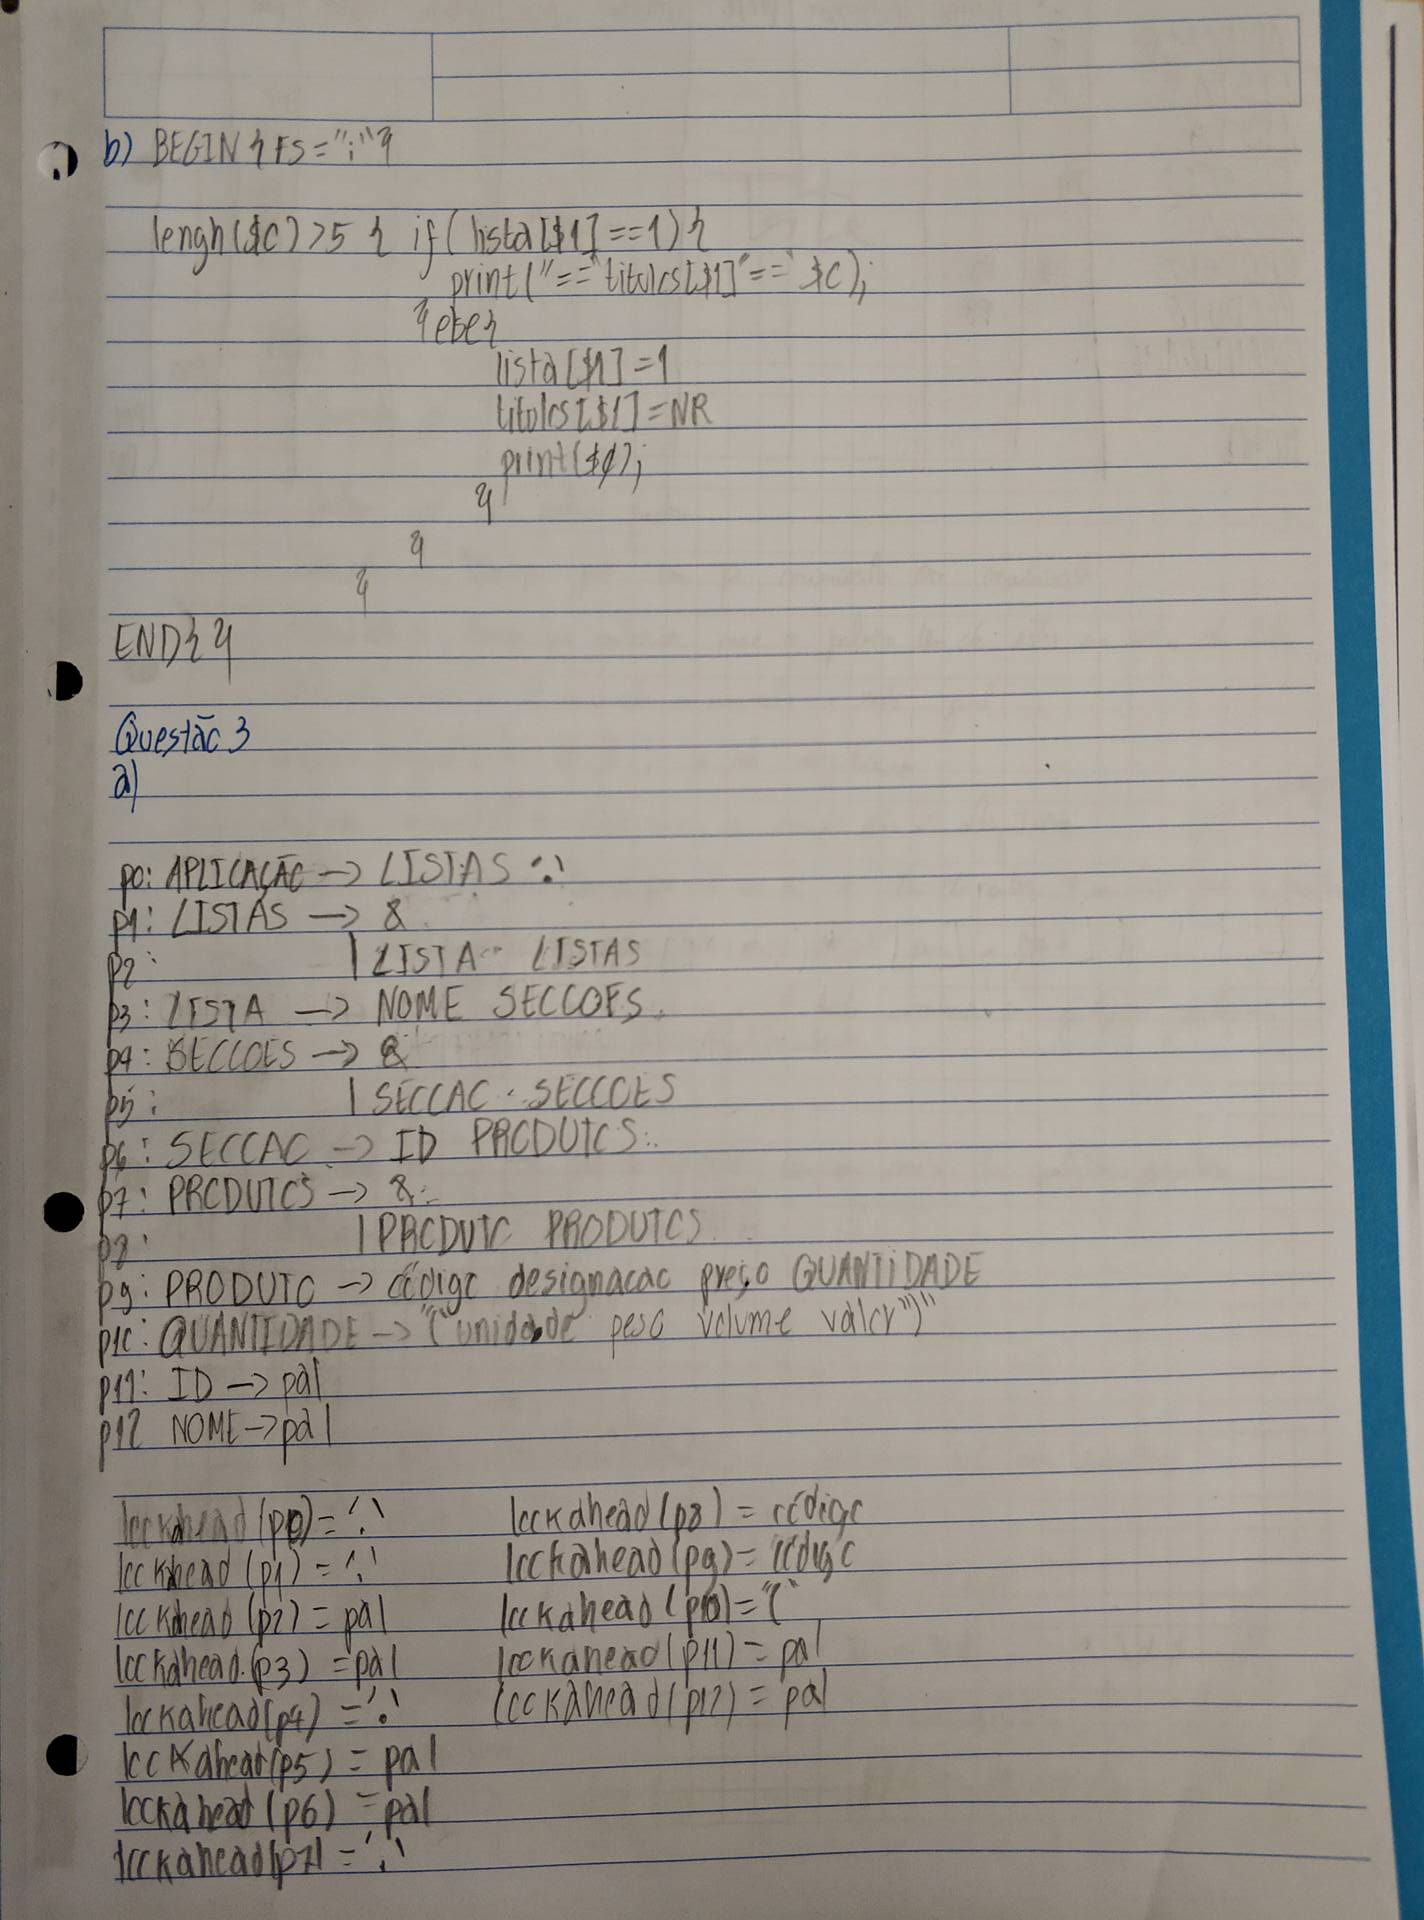 b) BEGIN { FS=";"}
lengh($0)>5 { if( lista[$1]==1){
print("=="titulos[$1]"==" $0);
}else{
lista[$1]=1
titulos[$1]=NR
print($0);
}
}
}
END{ }
Questão 3
a)
p0: APLICAÇÃO -> LISTAS '.'
p1: LISTAS -> &
p2: | LISTA LISTAS
p3: LISTA -> NOME SECCOES
p4: SECCOES -> &
p5: | SECCAO SECCOES
p6: SECCAO -> ID PRODUTOS
p7: PRODUTOS -> &
p8: | PRODUTO PRODUTOS
p9: PRODUTO -> código designacao preço QUANTIDADE
p10: QUANTIDADE -> "(" unidade peso volume valor ")"
p11: ID -> pal
p12 NOME -> pal
lookahead(p0) = '.' lookahead(p8) = código
lookahead(p1) = '.' lookahead(p9) = código
lookahead(p2) = pal lookahead(p10) = "("
lookahead(p3) = pal lookahead(p11) = pal
lookahead(p4) = '.' lookahead(p12) = pal
lookahead(p5) = pal
lookahead(p6) = pal
lookahead(p7) = '.'